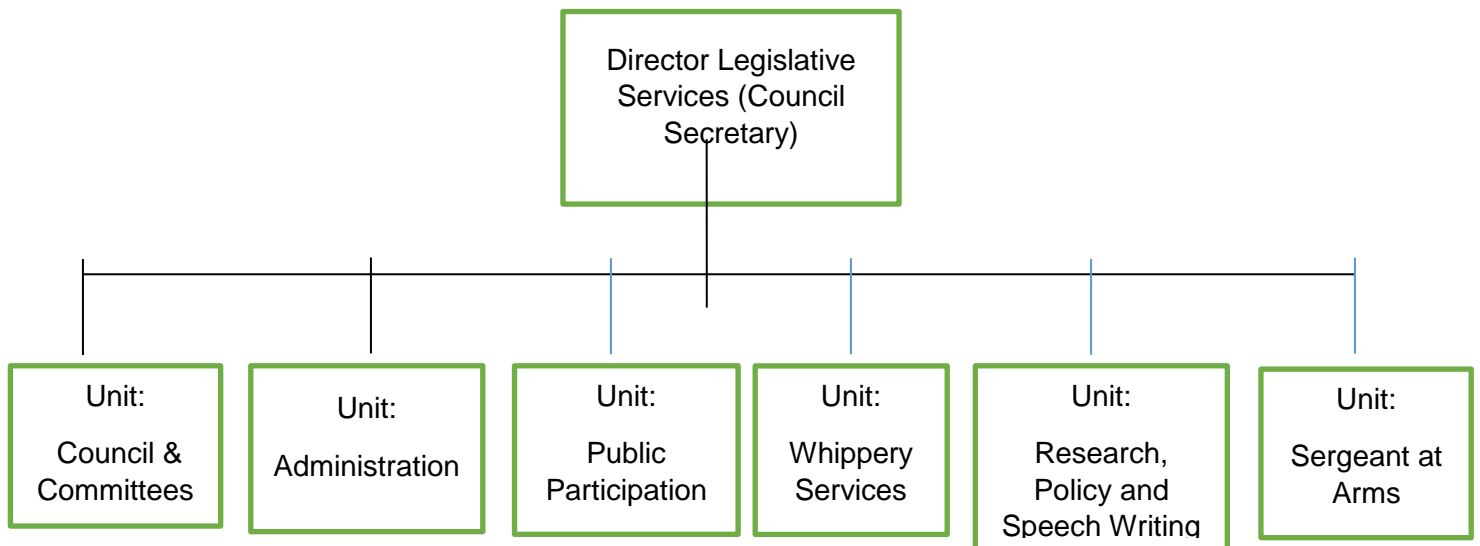 Director Legislative
Services (Council
Secretary)
Unit:
Council &
Committees
Unit:
Administration
Unit:
Public
Participation
Unit:
Whippery
Services
Unit:
Research,
Policy and
Speech Writing
Unit:
Sergeant at
Arms